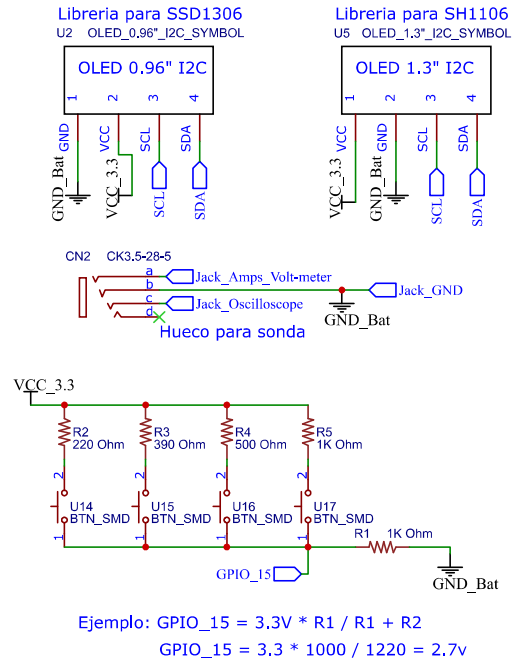 Libreria para SSD1306
U2 OLED_0.96"_I2C_SYMBOL
OLED 0.96" I2C
1 2 3 4
GND VCC SCL SDA
GND_Bat VCC_3.3 SCL SDA
Libreria para SH1106
U5 OLED_1.3"_I2C_SYMBOL
OLED 1.3" I2C
1 2 3 4
VCC GND SCL SDA
VCC_3.3 GND_Bat SCL SDA
CN2 CK3.5-28-5
a Jack_Amps_Volt-meter
b Jack_GND
c Jack_Oscilloscope
d
GND_Bat
Hueco para sonda
VCC_3.3
R2 R3 R4 R5
220 Ohm 390 Ohm 500 Ohm 1K Ohm
2 2 2 2
U14 U15 U16 U17
BTN_SMD BTN_SMD BTN_SMD BTN_SMD
1 1 1 1
R1 1K Ohm
GPIO_15
GND_Bat
Ejemplo: GPIO_15 = 3.3V * R1 / R1 + R2
GPIO_15 = 3.3 * 1000 / 1220 = 2.7v